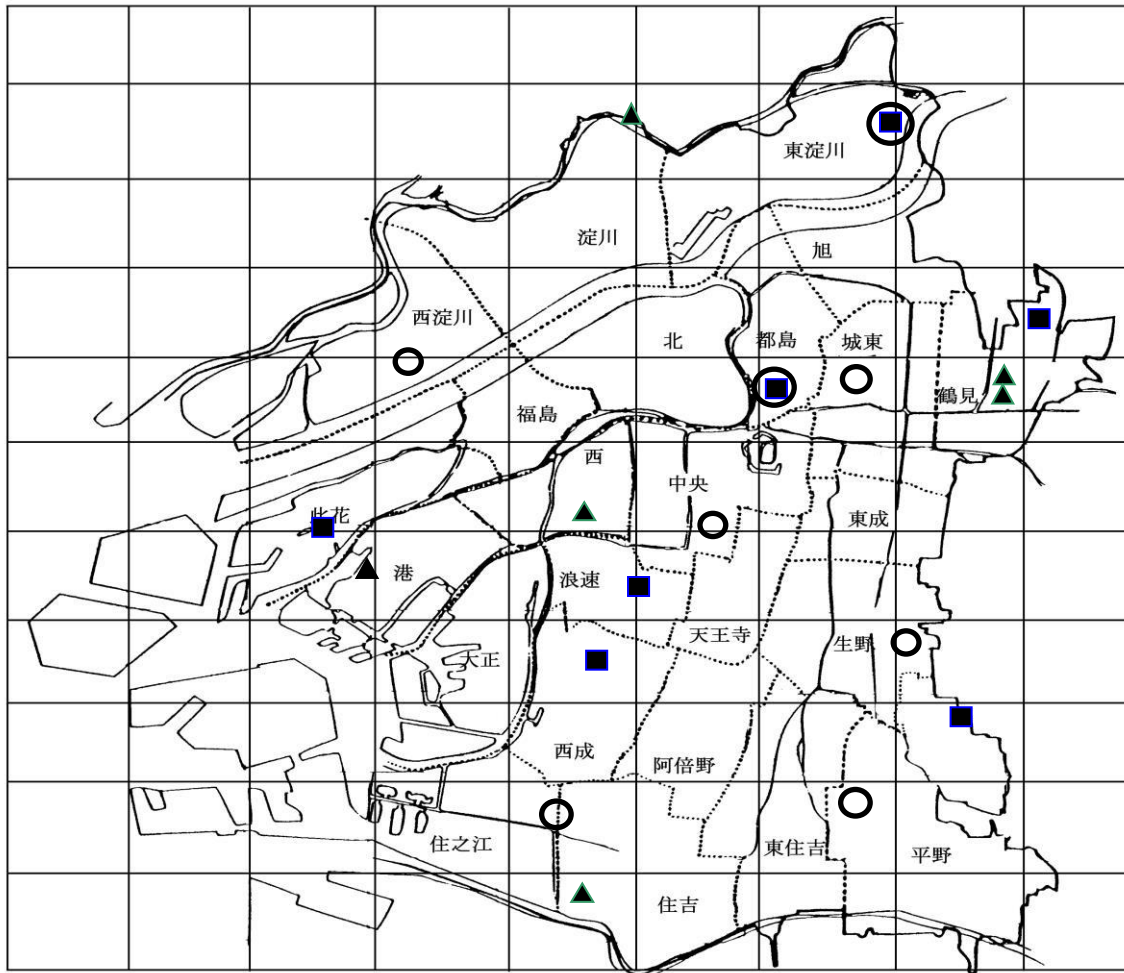 東淀川
淀川
旭
西淀川
北
都島
城東
福島
鶴見
西
中央
此花
東成
港
浪速
天王寺
生野
大正
西成
阿倍野
住之江
東住吉
平野
住吉